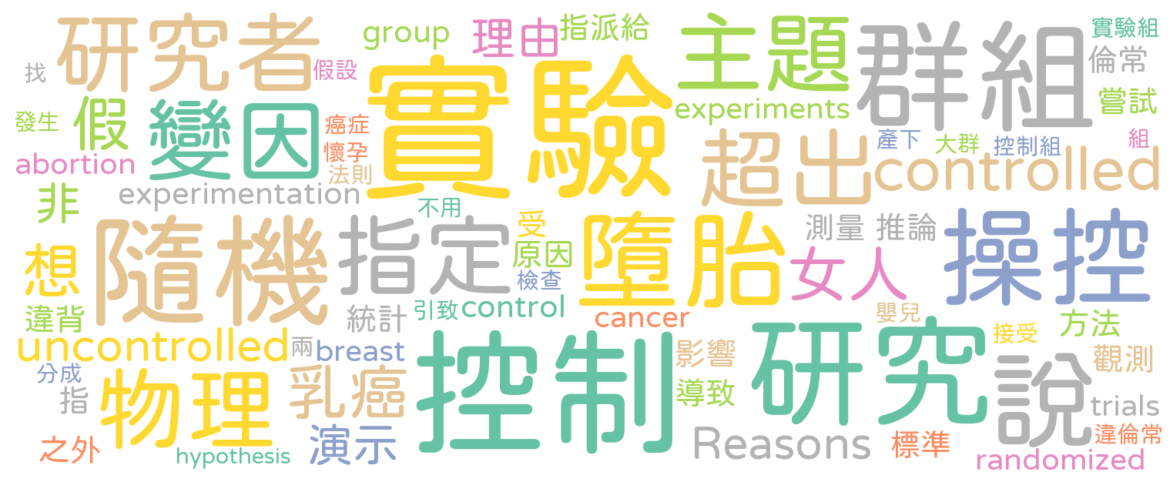 group 理由 指派給 主題 群組 實驗組
找 研究者 假設 實驗 倫常
發生 假 變因 癌症 experiments 嘗試
abortion 懷孕 超出 產下 大群 控制組 組
非 experimentation 法則 controlled
不用
想 隨機 指定 受 墮胎 女人 測量 推論 操控
原因 檢查
違背 統計 引致 control cancer 嬰兒 方法
uncontrolled 兩 breast 控制 影響 研究 接受 觀測
分成 指 物理 乳癌 導致 說 trials
之外 hypothesis 演示 Reasons 標準 違倫常
randomized